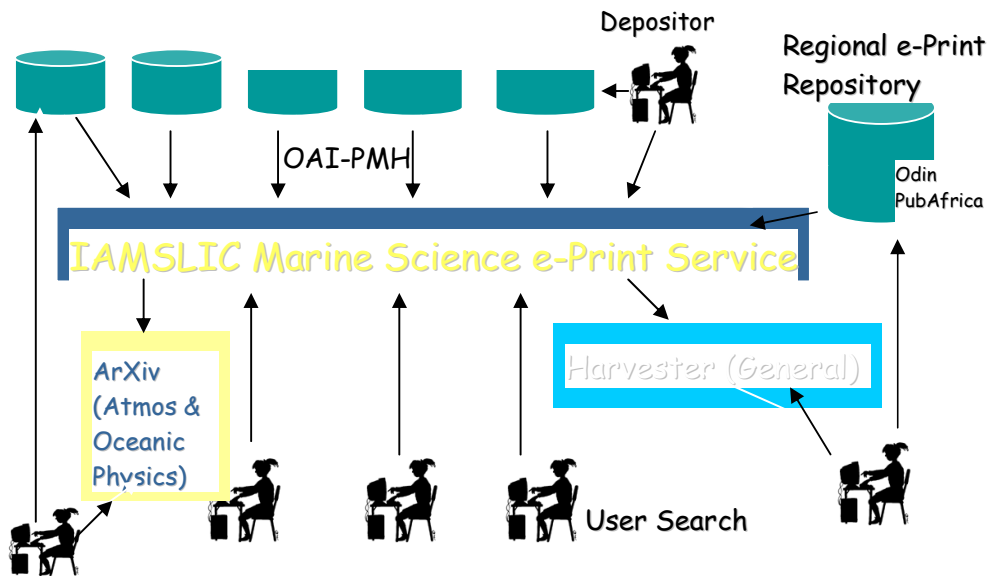 Depositor
Regional e-Print
Repository
OAI-PMH
Odin
PubAfrica
IAMSLIC Marine Science e-Print Service
ArXiv
(Atmos &
Oceanic
Physics)
Harvester (General)
User Search